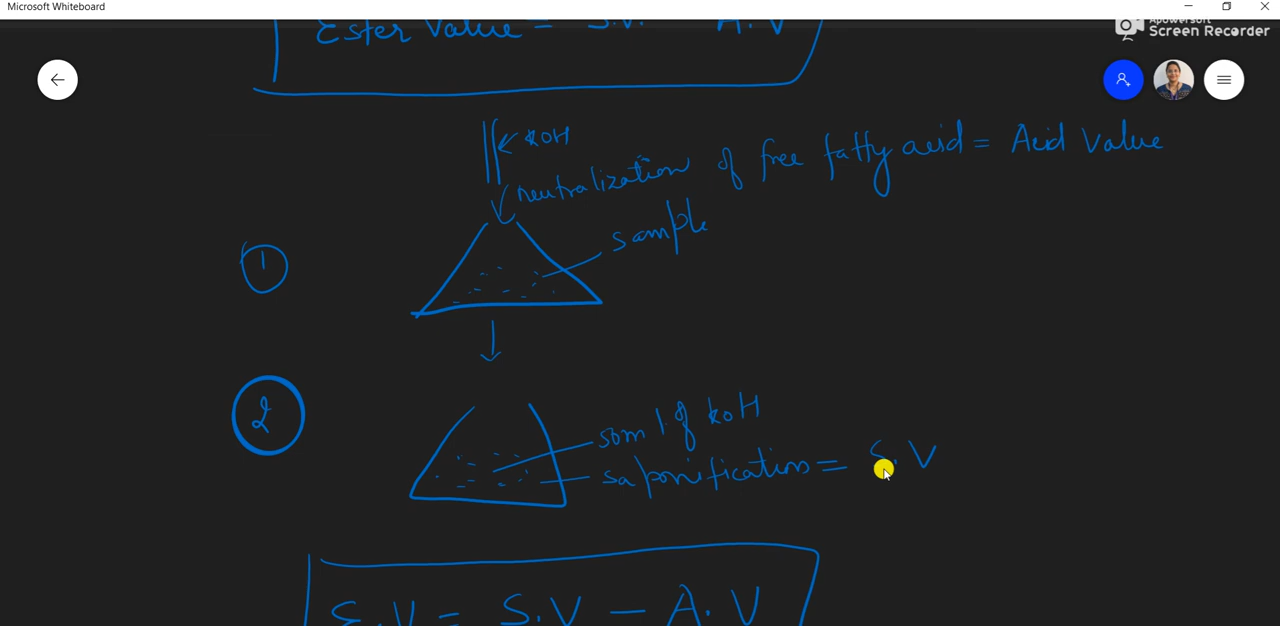 Microsoft Whiteboard
Ester Value = S.V. A.V
Apowersoft
Screen Recorder
KOH
neutralization of free fatty acid = Acid Value
sample
1
2
50m l of KOH
saponification = S.V
E.V = S.V - A.V